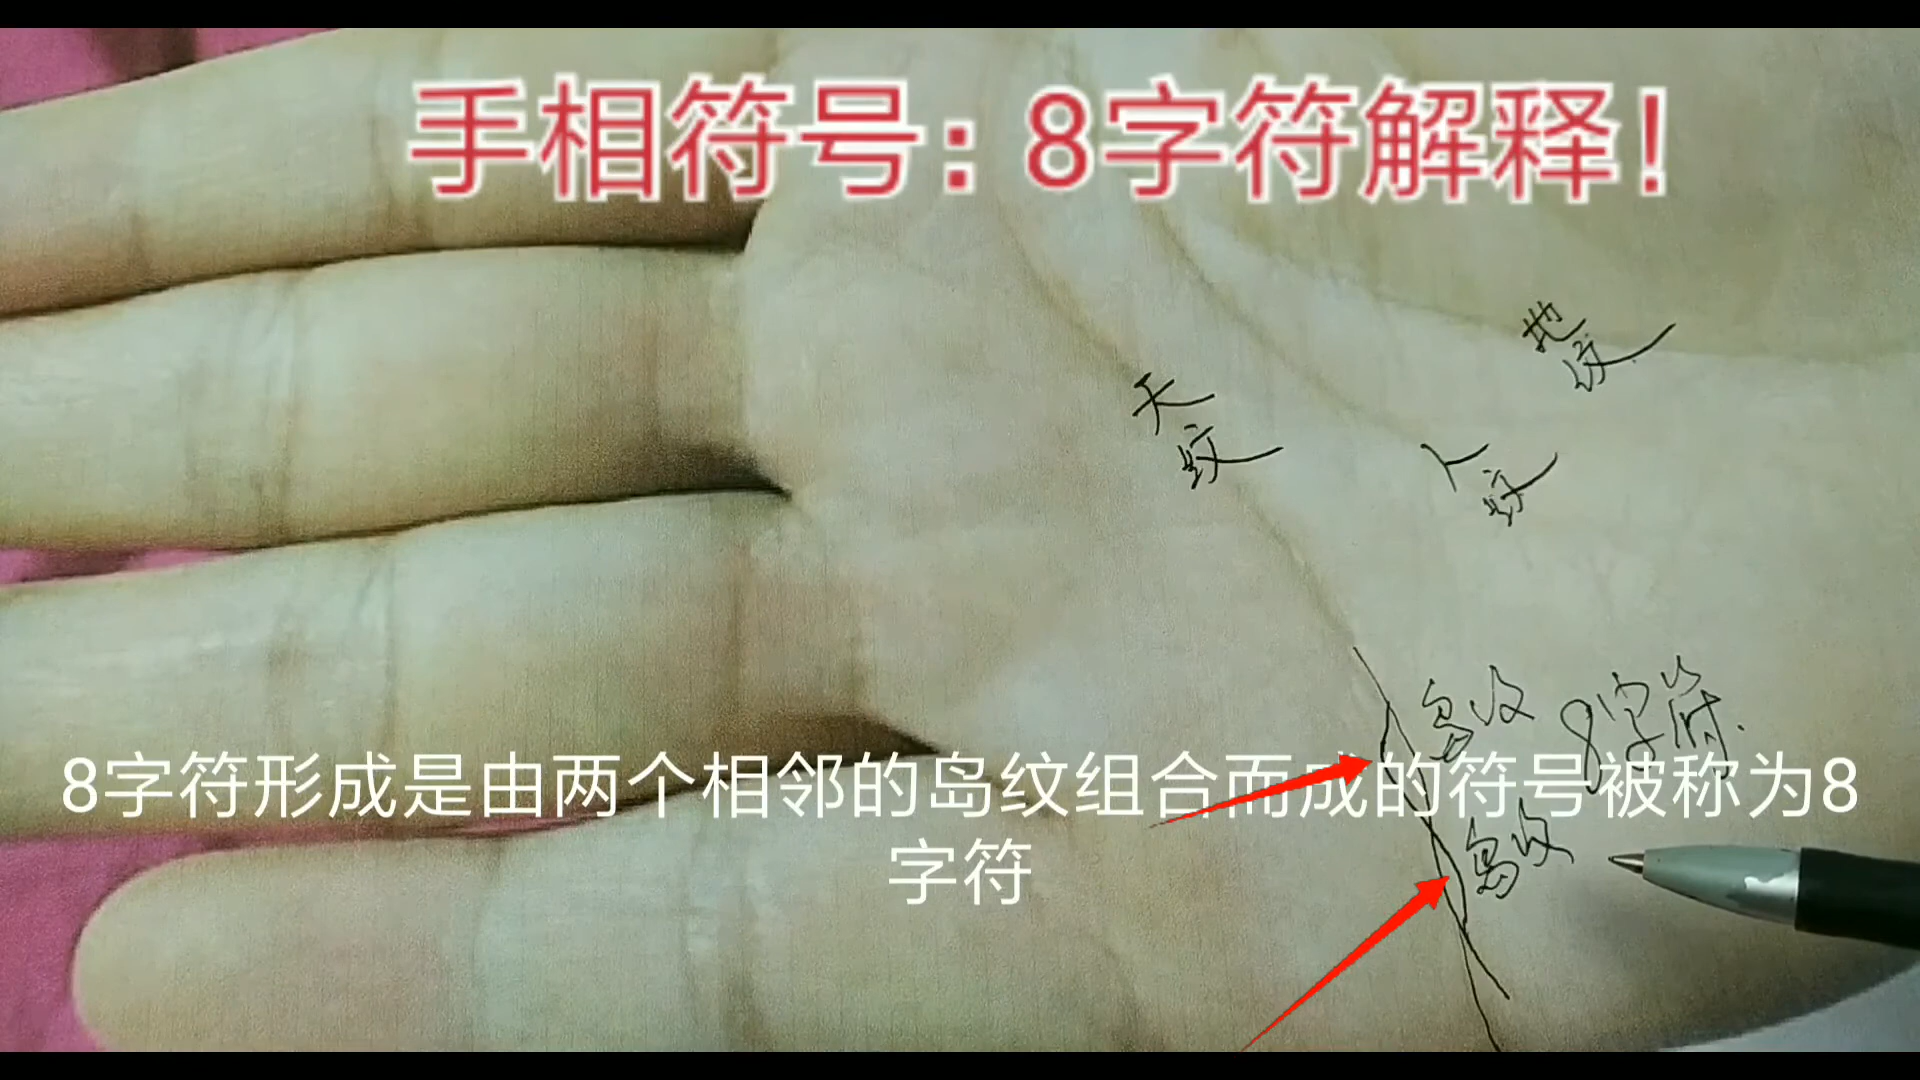 手相符号：8字符解释！
地纹
天纹
人纹
岛纹
8字符
8字符形成是由两个相邻的岛纹组合而成的符号被称为8
字符
岛纹